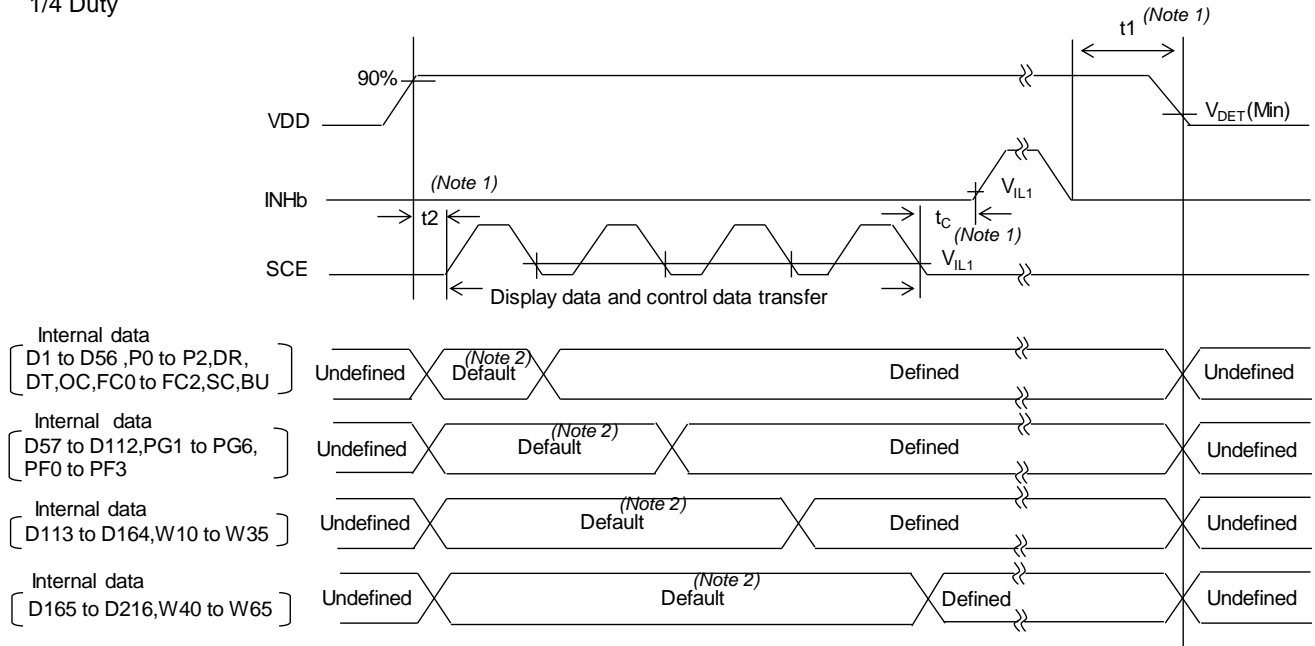 1/4 Duty
t1 (Note 1)
90%
VDD
VDET(Min)
INHb
(Note 1)
VIL1
t2
tC
(Note 1)
SCE
VIL1
Display data and control data transfer
Internal data
D1 to D56 ,P0 to P2,DR,
DT,OC,FC0 to FC2,SC,BU
Undefined
(Note 2)
Default
Defined
Undefined
Internal data
D57 to D112,PG1 to PG6,
PF0 to PF3
Undefined
(Note 2)
Default
Defined
Undefined
Internal data
D113 to D164,W10 to W35
Undefined
(Note 2)
Default
Defined
Undefined
Internal data
D165 to D216,W40 to W65
Undefined
(Note 2)
Default
Defined
Undefined